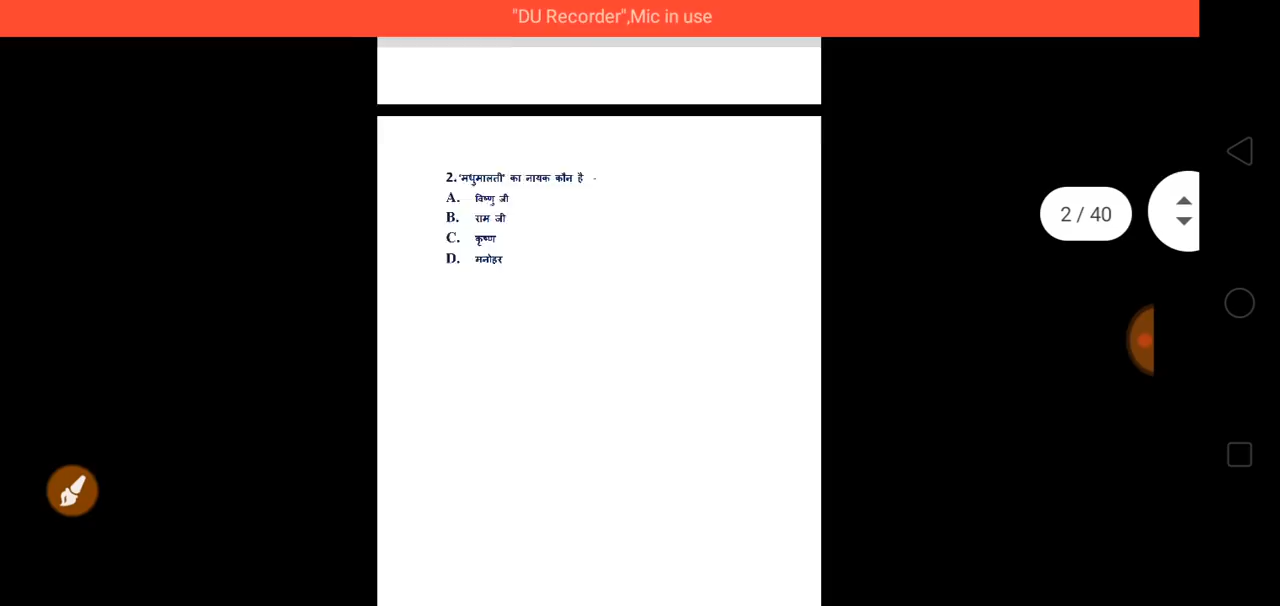 "DU Recorder",Mic in use
2. 'मधुमालती' का नायक कौन है -
A. विष्णु जी
B. राम जी
C. कृष्ण
D. मनोहर
2 / 40